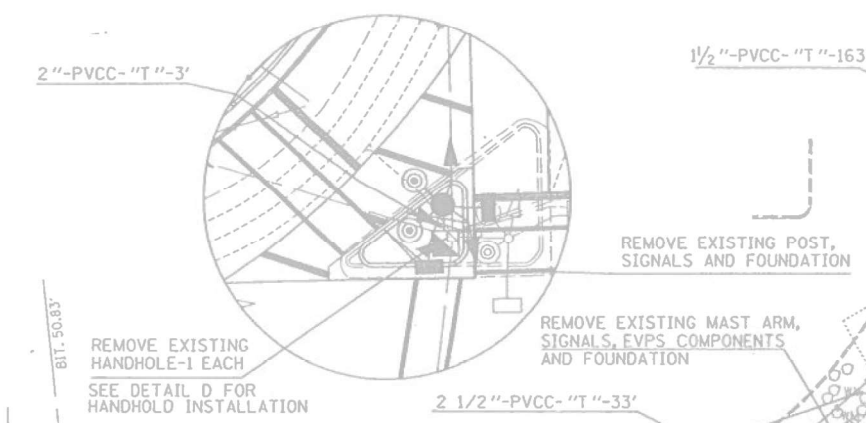 2"-PVCC-"T"-3'
1½"-PVCC-"T"-163
REMOVE EXISTING POST,
SIGNALS AND FOUNDATION
BIT. 50.83'
REMOVE EXISTING
HANDHOLE-1 EACH
SEE DETAIL D FOR
HANDHOLD INSTALLATION
REMOVE EXISTING MAST ARM,
SIGNALS, EVPS COMPONENTS
AND FOUNDATION
2 1/2"-PVCC-"T"-33'